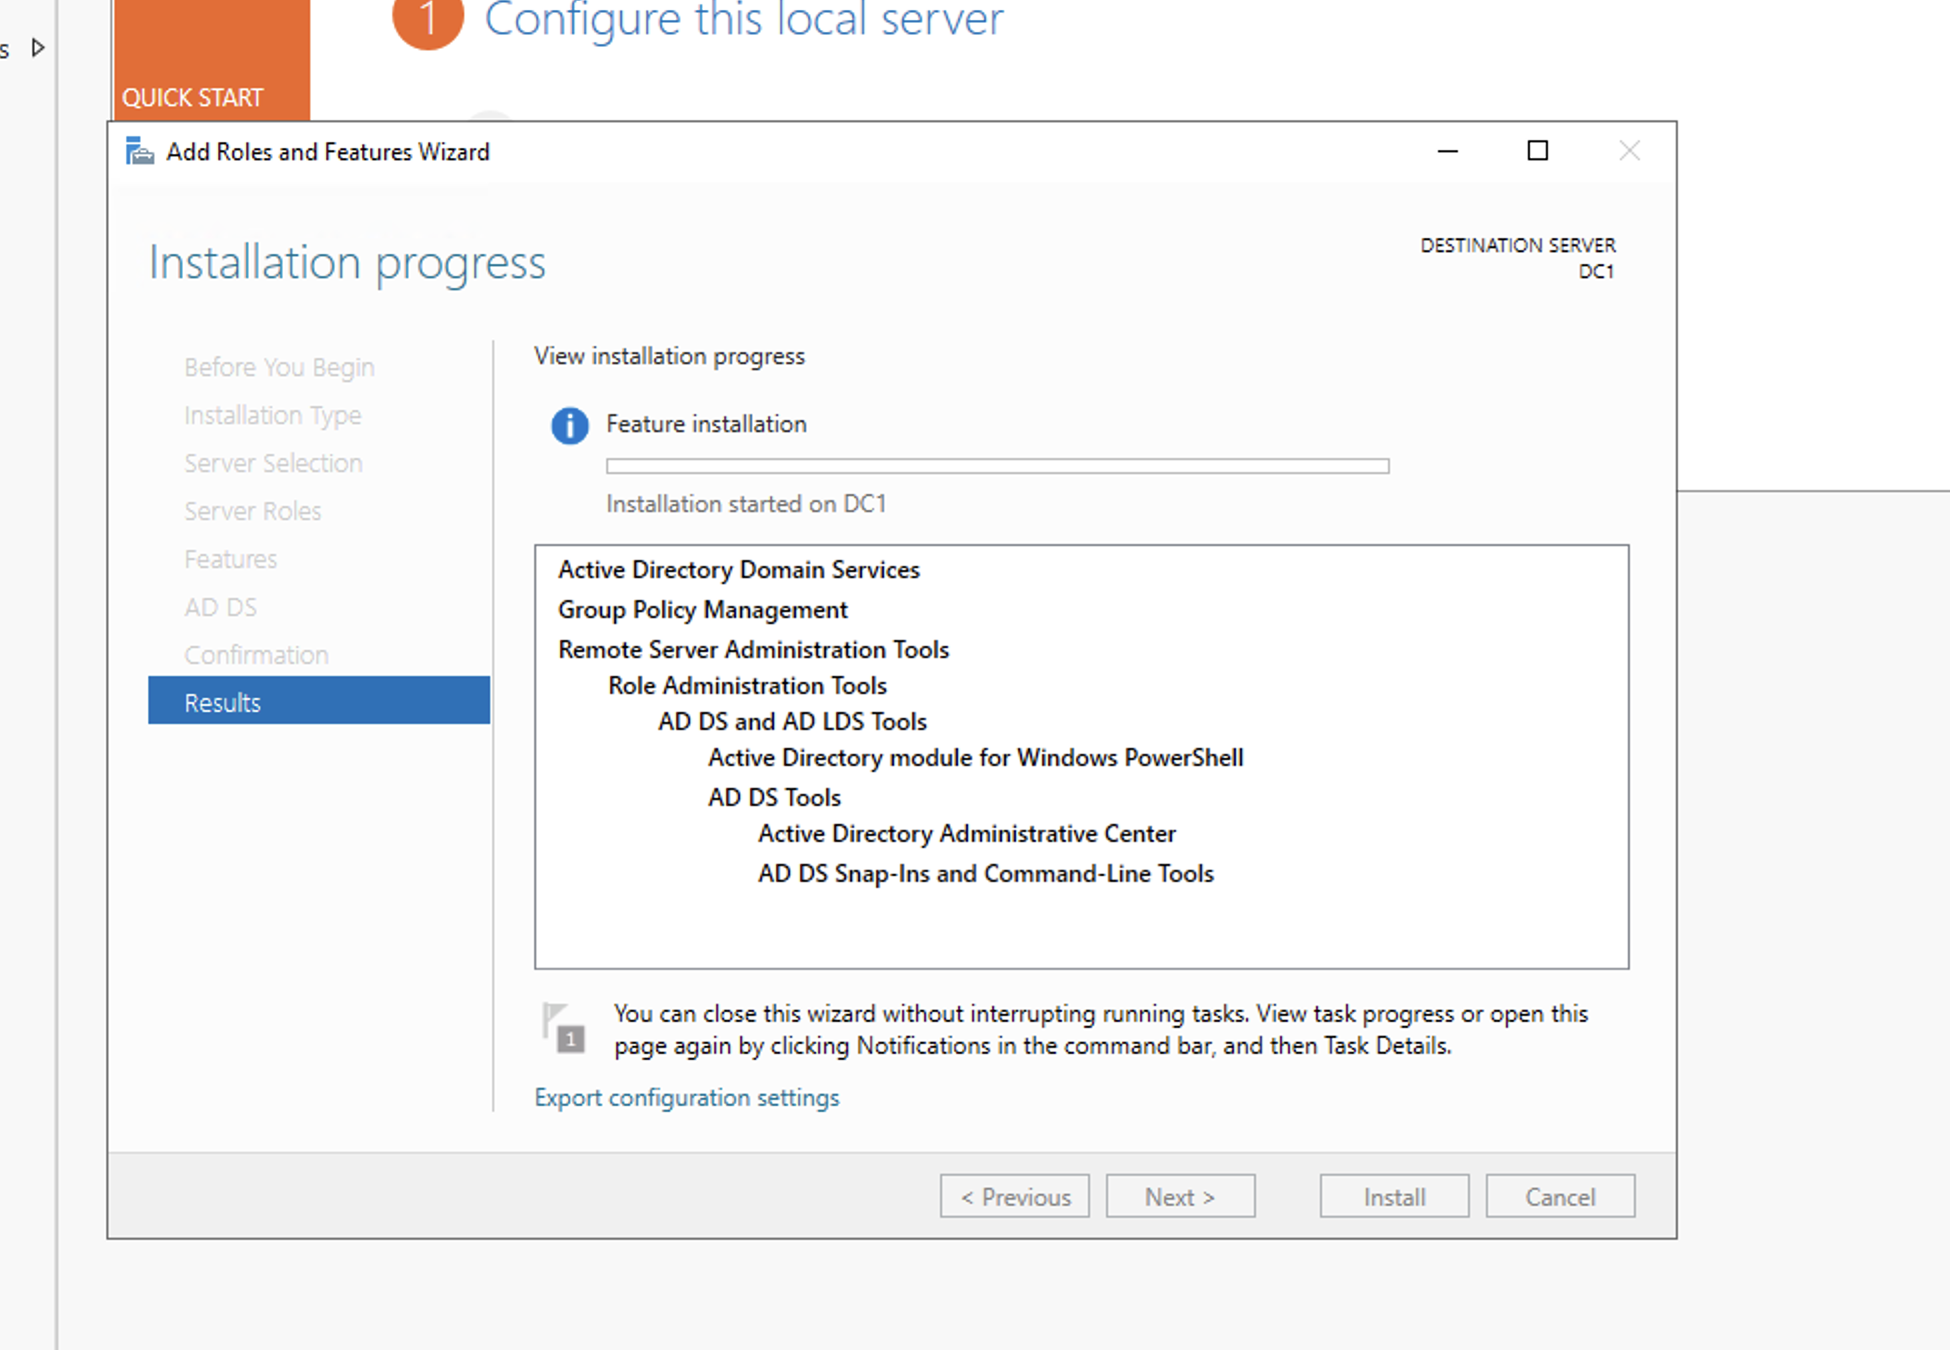 s
1 Configure this local server
QUICK START
Add Roles and Features Wizard
Installation progress
DESTINATION SERVER
DC1
Before You Begin
Installation Type
Server Selection
Server Roles
Features
AD DS
Confirmation
Results
View installation progress
Feature installation
Installation started on DC1
Active Directory Domain Services
Group Policy Management
Remote Server Administration Tools
Role Administration Tools
AD DS and AD LDS Tools
Active Directory module for Windows PowerShell
AD DS Tools
Active Directory Administrative Center
AD DS Snap-Ins and Command-Line Tools
1
You can close this wizard without interrupting running tasks. View task progress or open this
page again by clicking Notifications in the command bar, and then Task Details.
Export configuration settings
< Previous
Next >
Install
Cancel